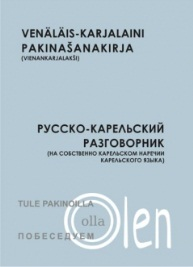 VENÄLÄIS-KARJALAINI
PAKINAŠANAKIRJA
(VIENANKARJALAKŠI)
РУССКО-КАРЕЛЬСКИЙ
РАЗГОВОРНИК
(НА СОБСТВЕННО КАРЕЛЬСКОМ НАРЕЧИИ
КАРЕЛЬСКОГО ЯЗЫКА)
TULE PAKINOILLA
olla
Olen
ПОБЕСЕДУЕМ